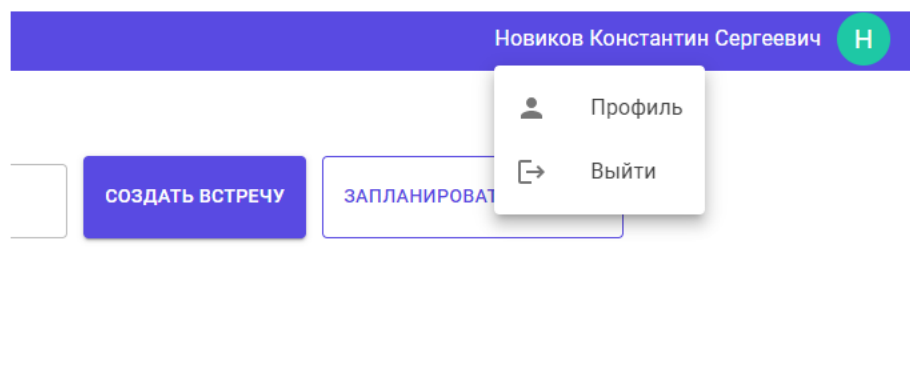 Новиков Константин Сергеевич Н
Профиль
Выйти
СОЗДАТЬ ВСТРЕЧУ
ЗАПЛАНИРОВАТ